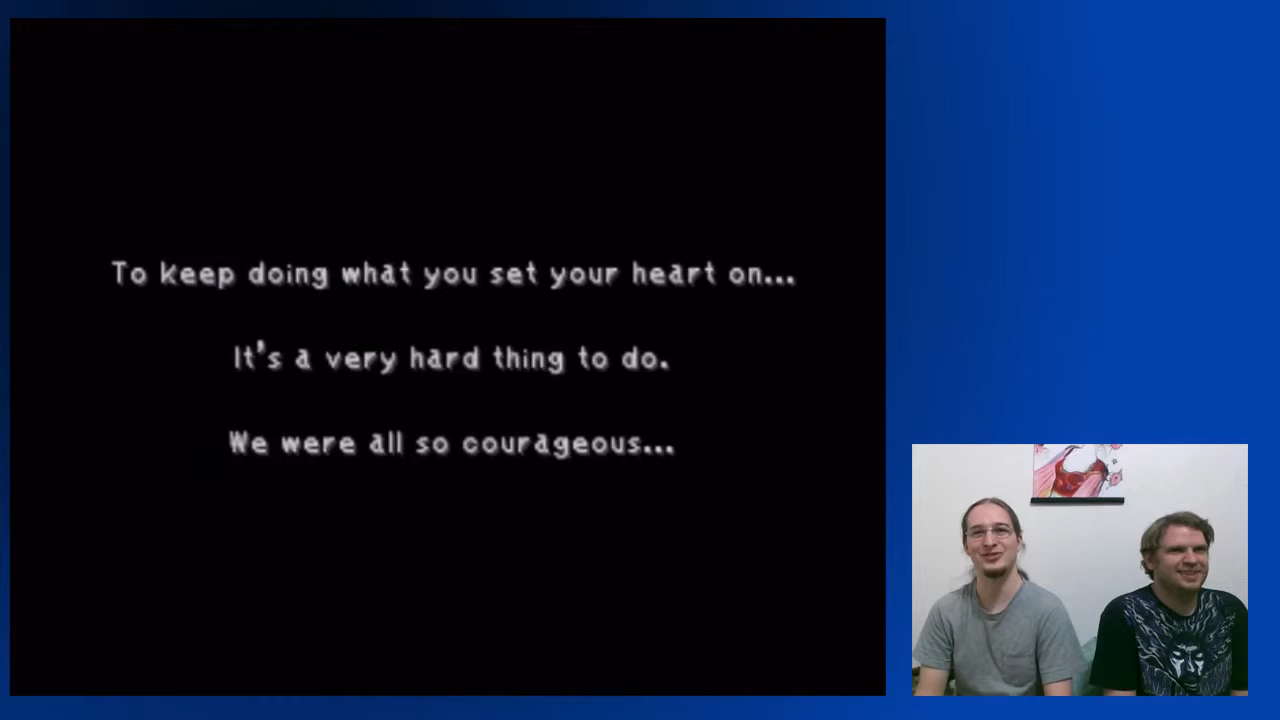 To keep doing what you set your heart on...
It's a very hard thing to do.
We were all so courageous...